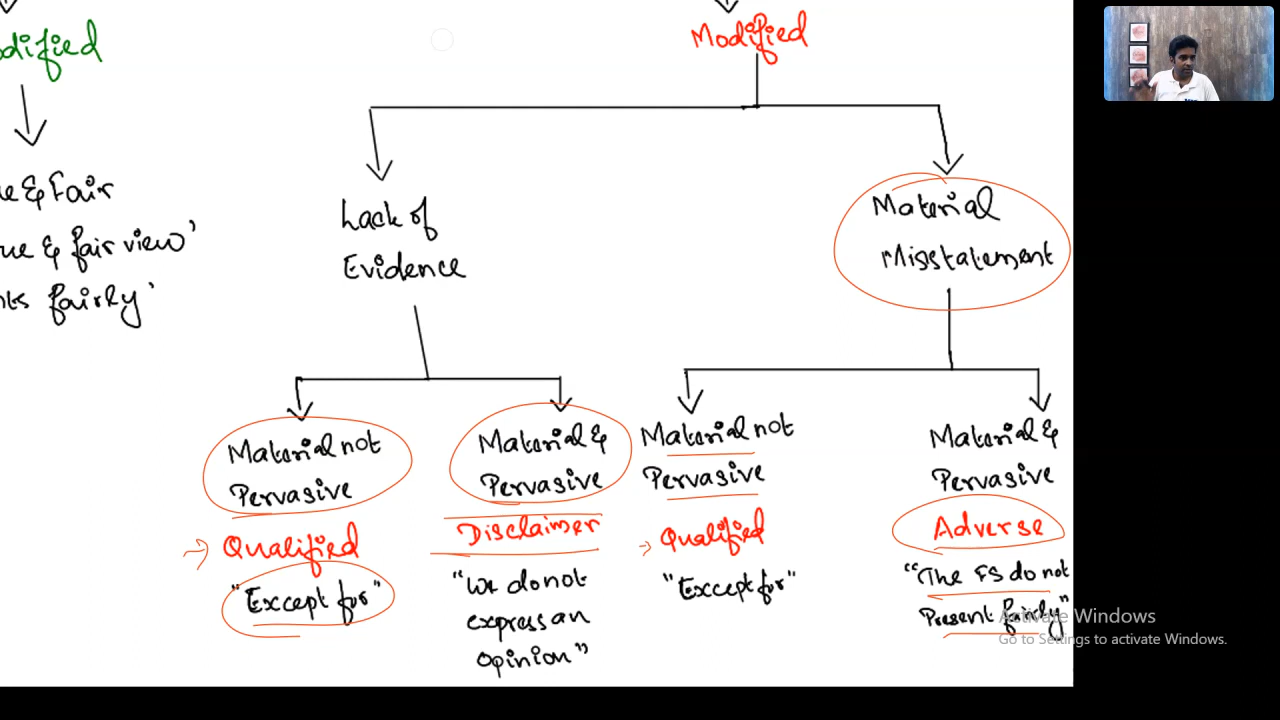 Modified
odified
ue & Fair
ue & fair view'
nts fairly'
Lack of
Evidence
Material
Misstatement
Material not
Pervasive
Qualified
"Except for"
Material &
Pervasive
Disclaimer
"We do not
express an
opinion"
Material not
Pervasive
Qualified
"Except for"
Material &
Pervasive
Adverse
"The FS do not
Present fairly"
Activate Windows
Go to Settings to activate Windows.